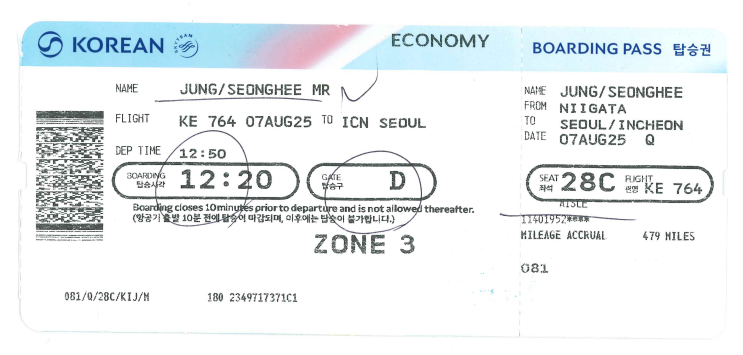 KOREAN
SKYTEAM
ECONOMY
NAME JUNG/SEONGHEE MR
FLIGHT KE 764 07AUG25 TO ICN SEOUL
DEP TIME 12:50
BOARDING 탑승시각 12:20 GATE 탑승구 D
Boarding closes 10minutes prior to departure and is not allowed thereafter.
(항공기 출발 10분 전에 탑승이 마감되며, 이후에는 탑승이 불가합니다.)
ZONE 3
081/Q/28C/KIJ/M 180 2349717371C1
BOARDING PASS 탑승권
NAME JUNG/SEONGHEE
FROM NIIGATA
TO SEOUL/INCHEON
DATE 07AUG25 Q
SEAT 좌석 28C FLIGHT 편명 KE 764
AISLE
11401952****
MILEAGE ACCRUAL 479 MILES
081